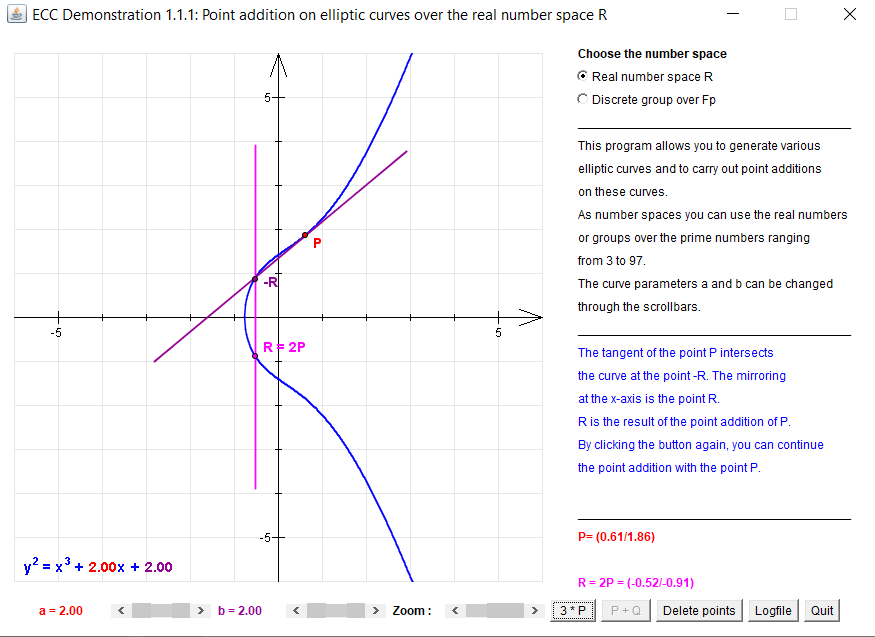 ECC Demonstration 1.1.1: Point addition on elliptic curves over the real number space R
Choose the number space
Real number space R
Discrete group over Fp
This program allows you to generate various
elliptic curves and to carry out point additions
on these curves.
As number spaces you can use the real numbers
or groups over the prime numbers ranging
from 3 to 97.
The curve parameters a and b can be changed
through the scrollbars.
The tangent of the point P intersects
the curve at the point -R. The mirroring
at the x-axis is the point R.
R is the result of the point addition of P.
By clicking the button again, you can continue
the point addition with the point P.
P= (0.61/1.86)
R = 2P = (-0.52/-0.91)
5
P
-R
-5
5
R = 2P
-5
y² = x³ + 2.00x + 2.00
a = 2.00
b = 2.00
Zoom :
3 * P
P + Q
Delete points
Logfile
Quit